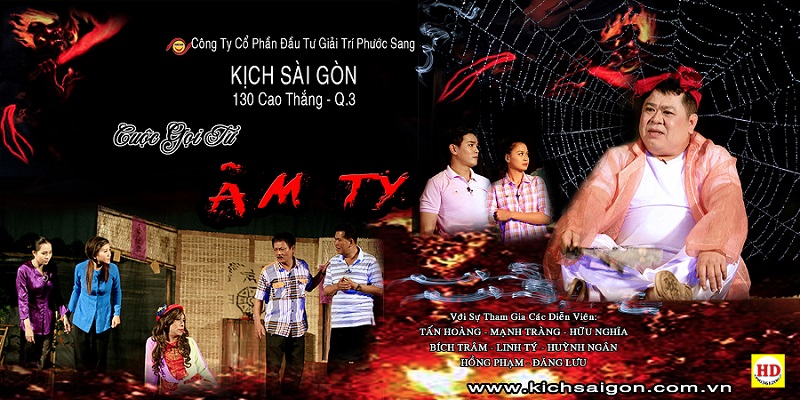 Công Ty Cổ Phần Đầu Tư Giải Trí Phước Sang
KỊCH SÀI GÒN
130 Cao Thắng - Q.3
Cuộc Gọi Từ
ÂM TY
Với Sự Tham Gia Các Diễn Viên:
TẤN HOÀNG - MẠNH TRÀNG - HỮU NGHĨA
BÍCH TRÂM - LINH TÝ - HUỲNH NGÂN
HỒNG PHẠM - ĐĂNG LƯU
www.kichsaigon.com.vn
HD